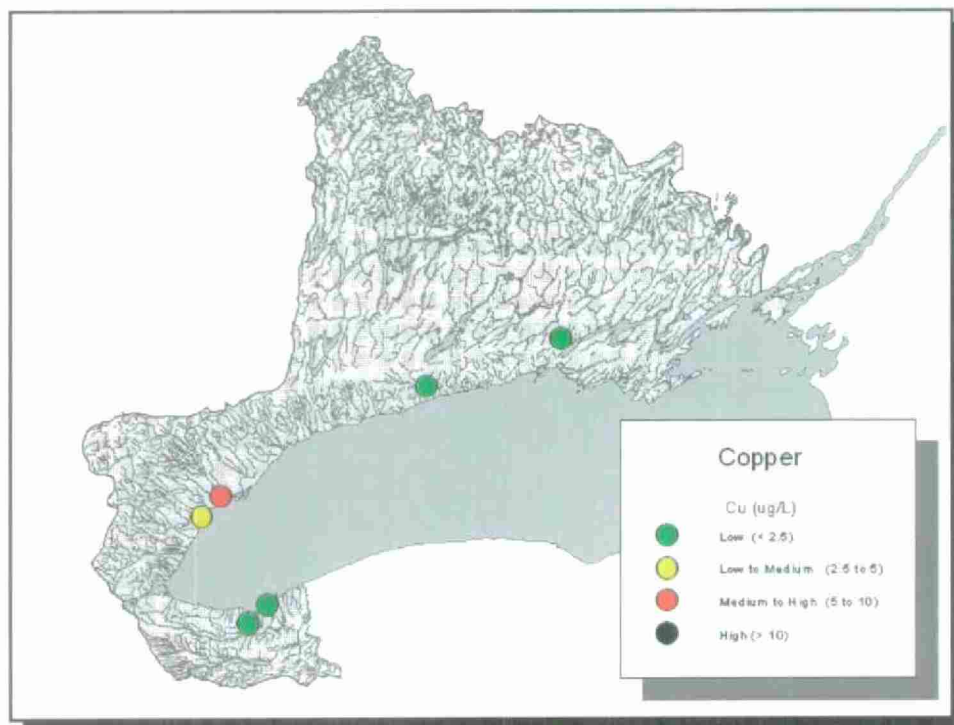 Copper
Cu (ug/L)
Low (< 2.5)
Low to Medium (2.5 to 5)
Medium to High (5 to 10)
High (> 10)